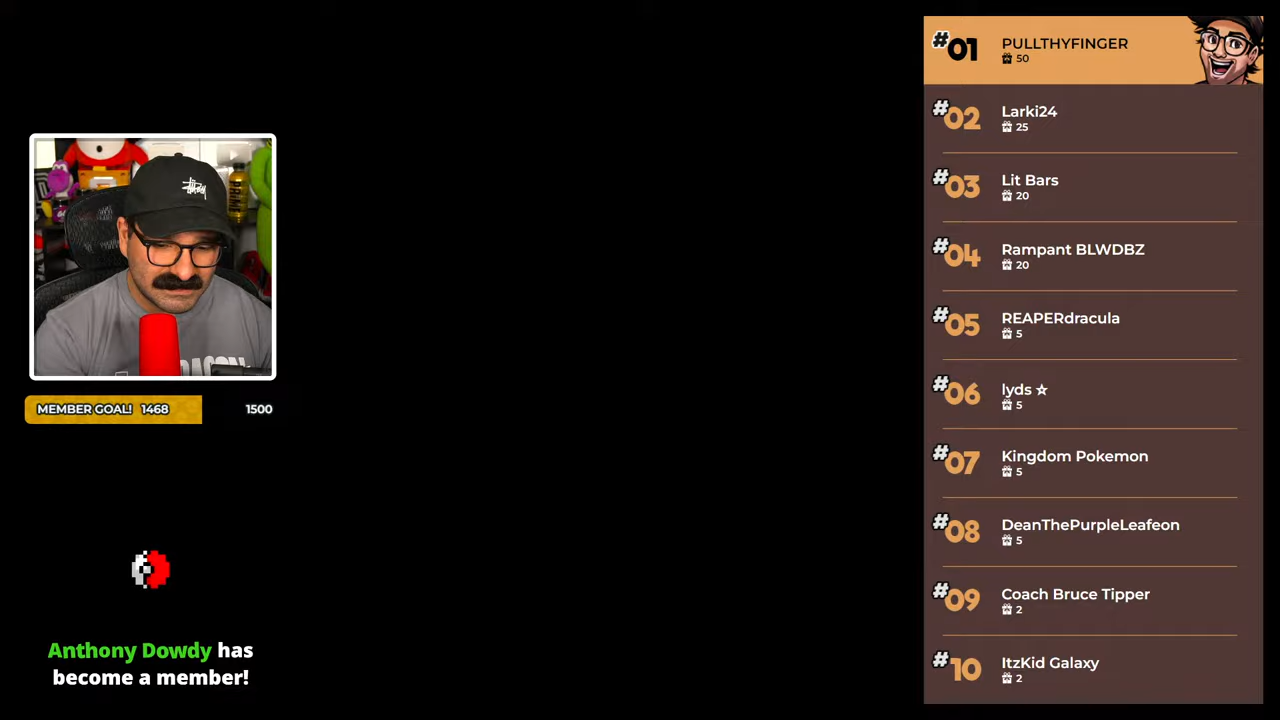 MEMBER GOAL! 1468 1500
Anthony Dowdy has
become a member!
#01 PULLTHYFINGER
50
#02 Larki24
25
#03 Lit Bars
20
#04 Rampant BLWDBZ
20
#05 REAPERdracula
5
#06 lyds ☆
5
#07 Kingdom Pokemon
5
#08 DeanThePurpleLeafeon
5
#09 Coach Bruce Tipper
2
#10 ItzKid Galaxy
2